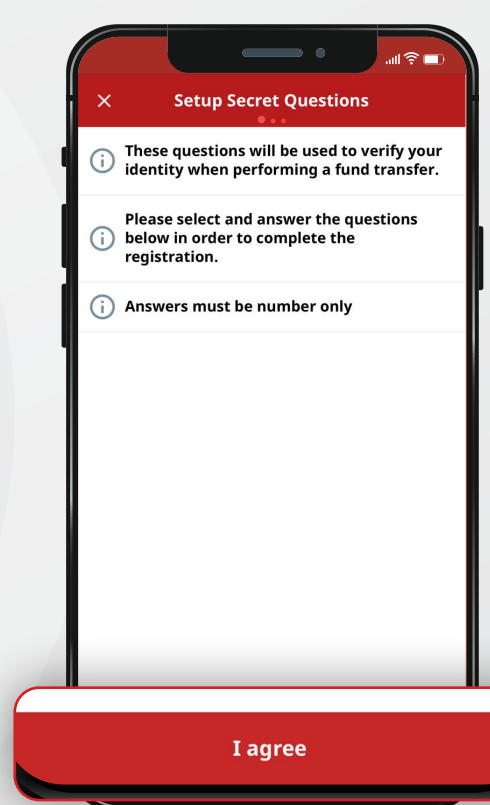 Setup Secret Questions
These questions will be used to verify your
identity when performing a fund transfer.
Please select and answer the questions
below in order to complete the
registration.
Answers must be number only
I agree